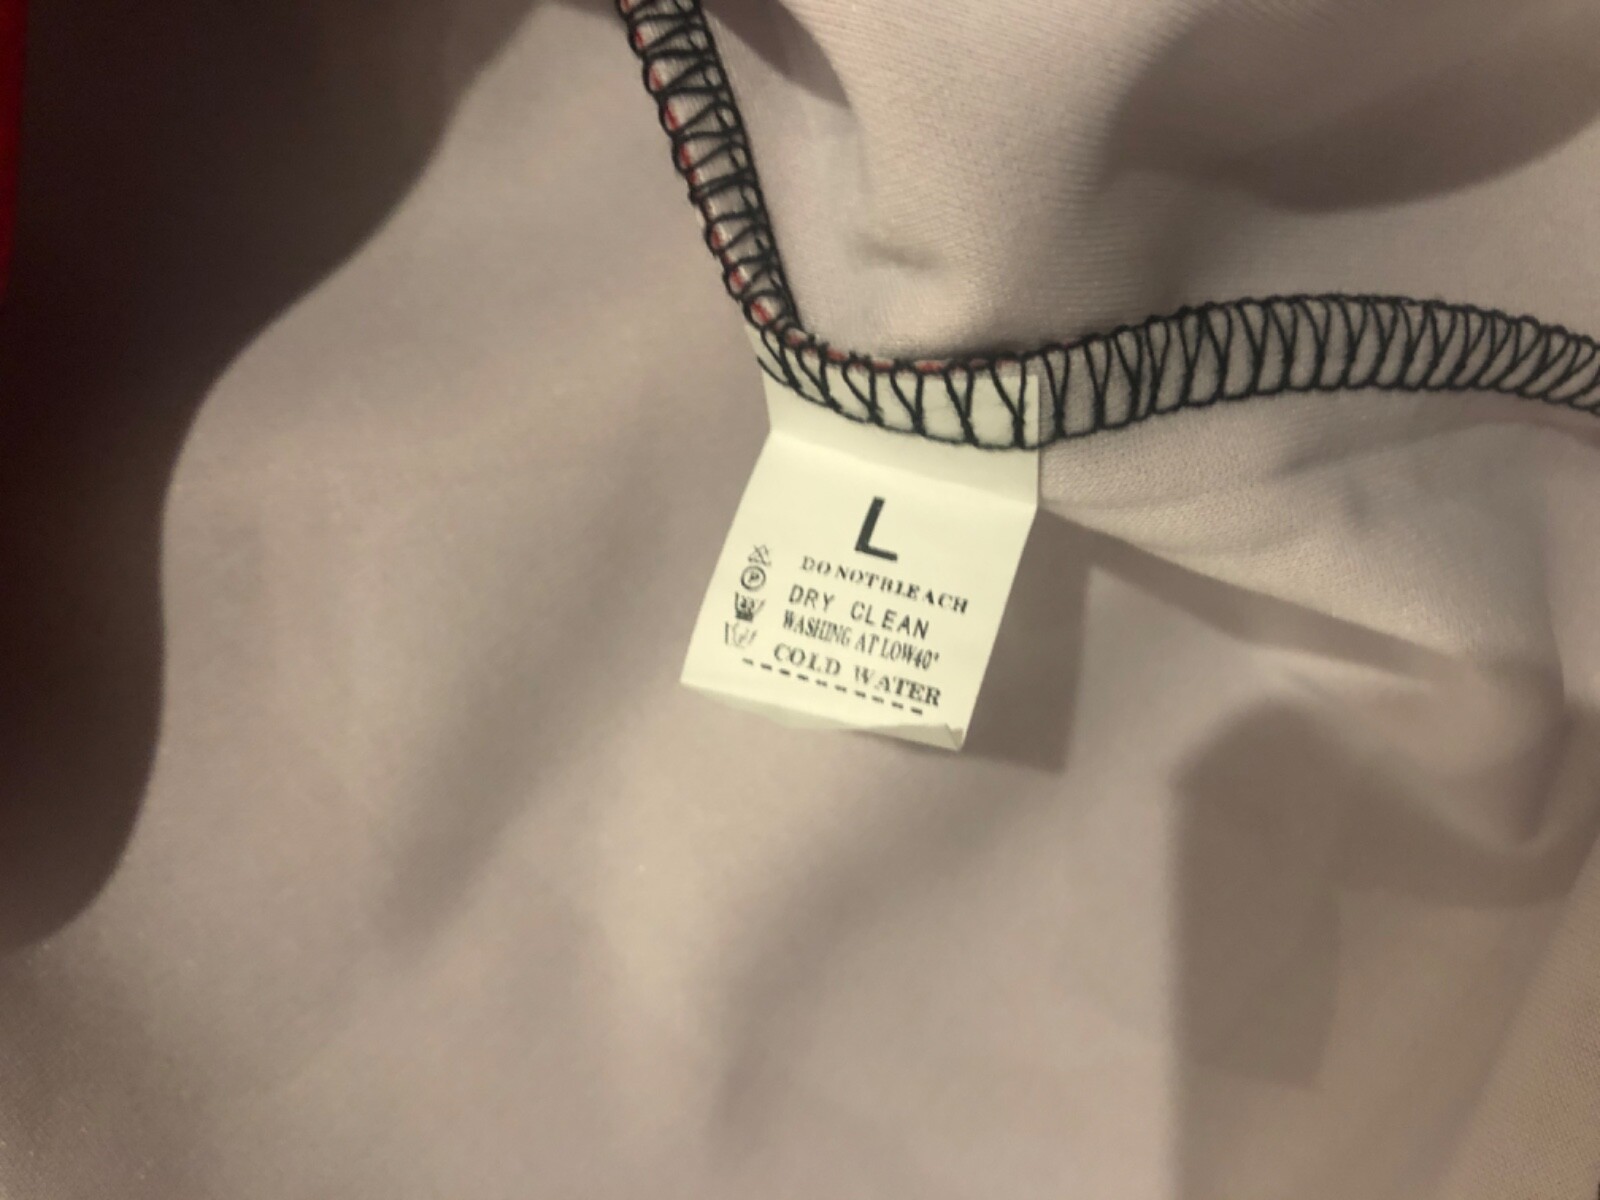 L
DO NOTBLEACH
DRY CLEAN
WASHING AT LOW40°
COLD WATER